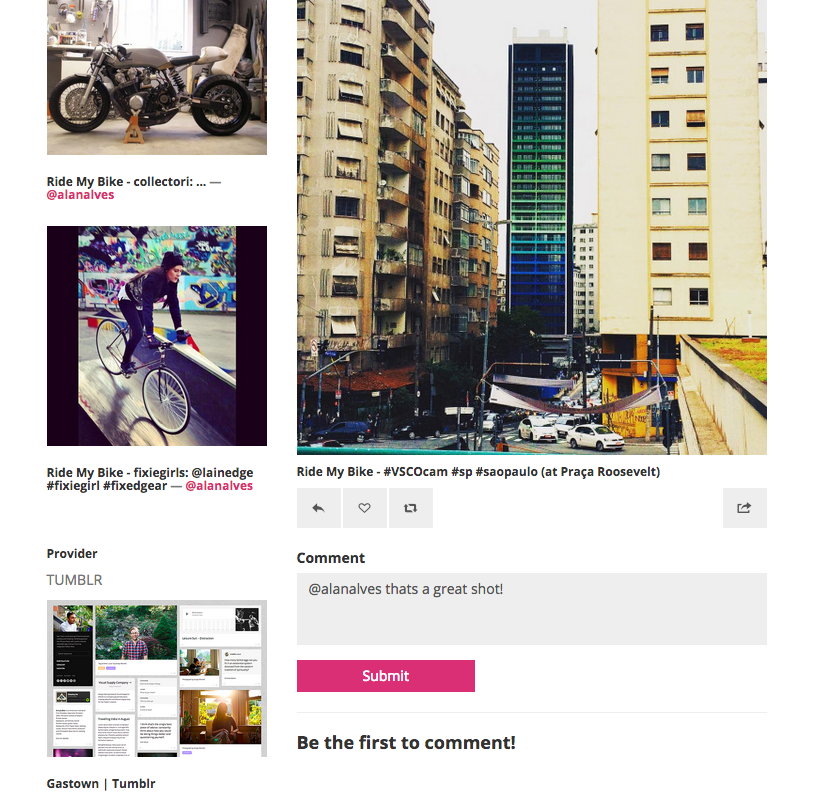 Ride My Bike - collectori: ... —
@alanalves
Ride My Bike - fixiegirls: @lainedge
#fixiegirl #fixedgear — @alanalves
Provider
TUMBLR
Gastown | Tumblr
Ride My Bike - #VSCOcam #sp #saopaulo (at Praça Roosevelt)
Comment
@alanalves thats a great shot!
Submit
Be the first to comment!